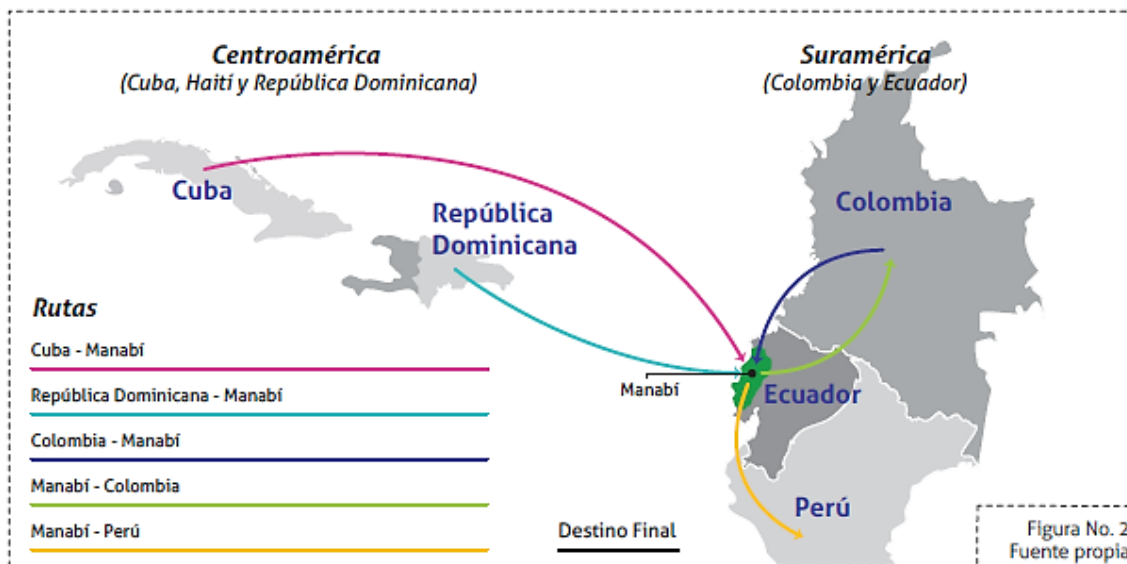 Centroamérica
(Cuba, Haití y República Dominicana)
Suramérica
(Colombia y Ecuador)
Cuba
República
Dominicana
Colombia
Manabí
Ecuador
Perú
Rutas
Cuba - Manabí
República Dominicana - Manabí
Colombia - Manabí
Manabí - Colombia
Manabí - Perú
Destino Final
Figura No. 2
Fuente propia